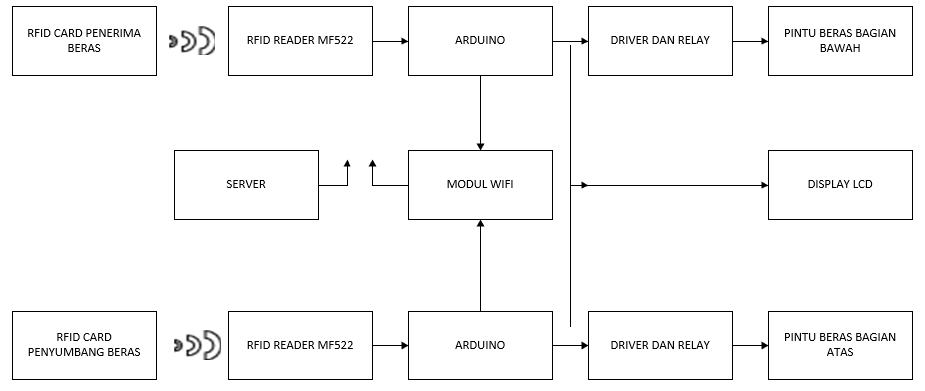 RFID CARD PENERIMA
BERAS
RFID READER MF522
ARDUINO
DRIVER DAN RELAY
PINTU BERAS BAGIAN
BAWAH
SERVER
MODUL WIFI
DISPLAY LCD
RFID CARD
PENYUMBANG BERAS
RFID READER MF522
ARDUINO
DRIVER DAN RELAY
PINTU BERAS BAGIAN
ATAS